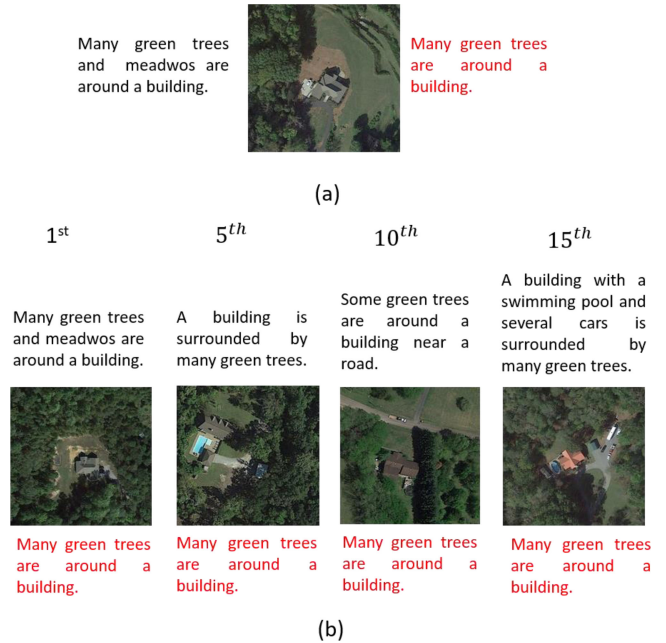 Many green trees
and meadwos are
around a building.
Many green trees
are around a
building.
(a)
1st
5th
10th
15th
Many green trees
and meadwos are
around a building.
A building is
surrounded by
many green trees.
Some green trees
are around a
building near a
road.
A building with a
swimming pool and
several cars is
surrounded by
many green trees.
Many green trees
are around a
building.
Many green trees
are around a
building.
Many green trees
are around a
building.
Many green trees
are around a
building.
(b)